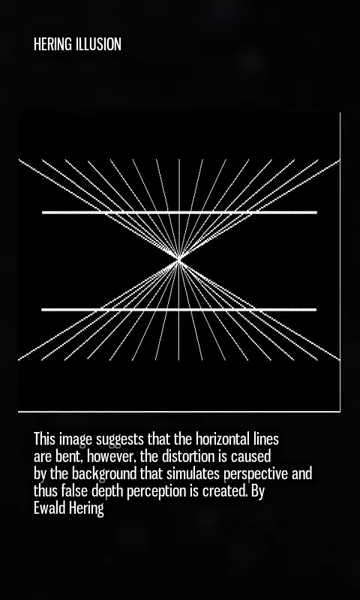 HERING ILLUSION
This image suggests that the horizontal lines
are bent, however, the distortion is caused
by the background that simulates perspective and
thus false depth perception is created. By
Ewald Hering